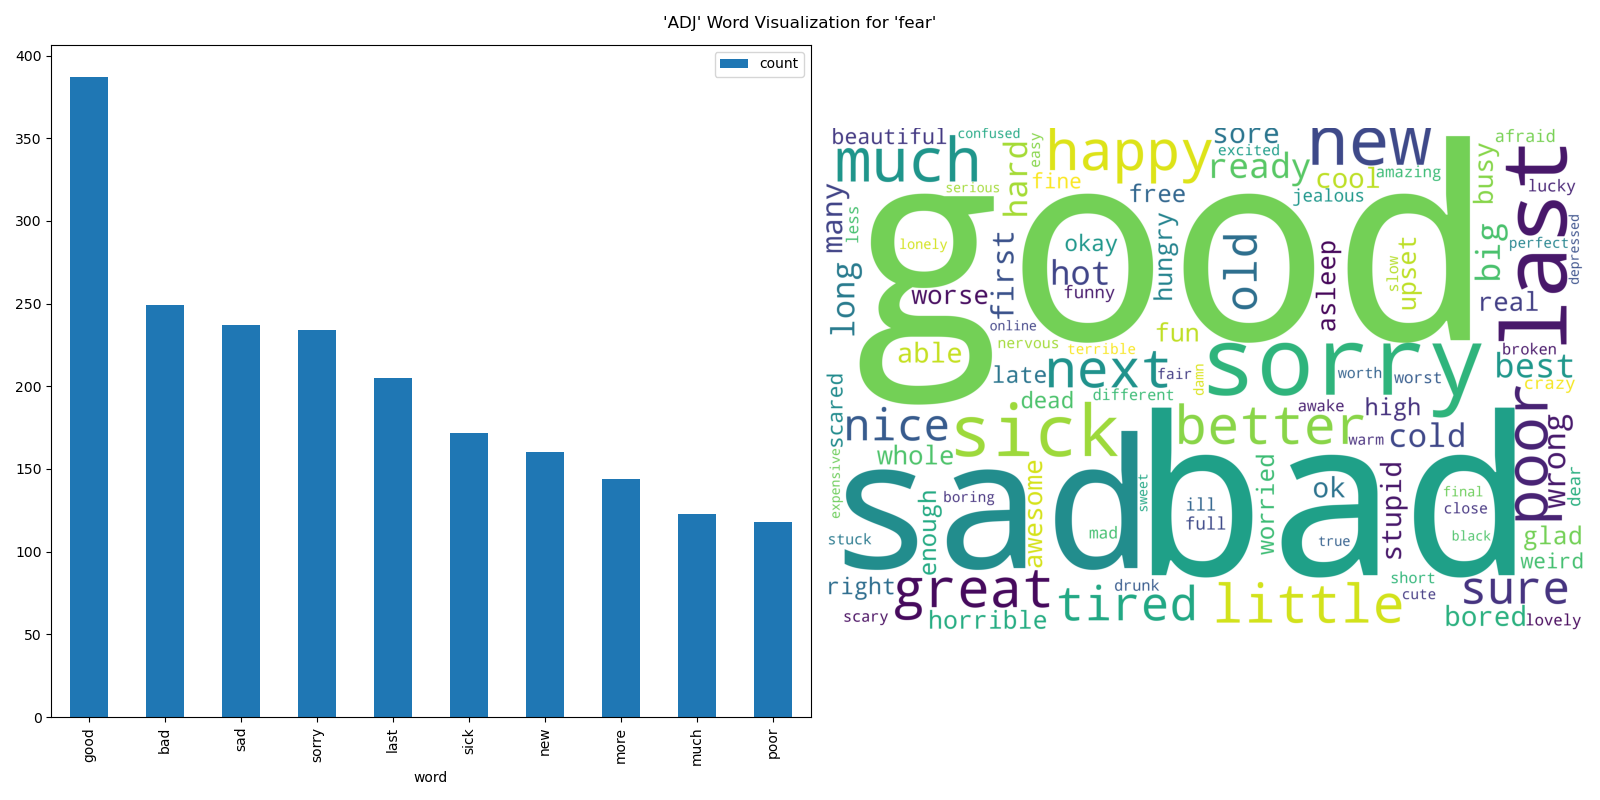 'ADJ' Word Visualization for 'fear'
count
400
350
300
250
200
150
100
50
0
good
bad
sad
sorry
last
sick
new
more
much
poor
word
beautiful
confused
easy
happy
sore
excited
new
afraid
much
hard
fine
ready
cool
amazing
busy
last
lucky
serious
free
jealous
many
less
good
lonely
okay
hot
funny
hungry
old
asleep
upset
slow
big
perfect
depressed
long
worse
first
real
online
nervous
fun
able
terrible
broken
late
next
fair
damn
sorry
worth
worst
best
crazy
dead
different
scared
nice
sick
better
awake
high
poor
wrong
warm
cold
whole
expensive
sad
bad
boring
enough
awesome
sweet
ill
full
worried
ok
stupid
final
close
dear
stuck
mad
true
black
glad
weird
right
great
drunk
tired
little
short
cute
sure
scary
horrible
bored
lovely